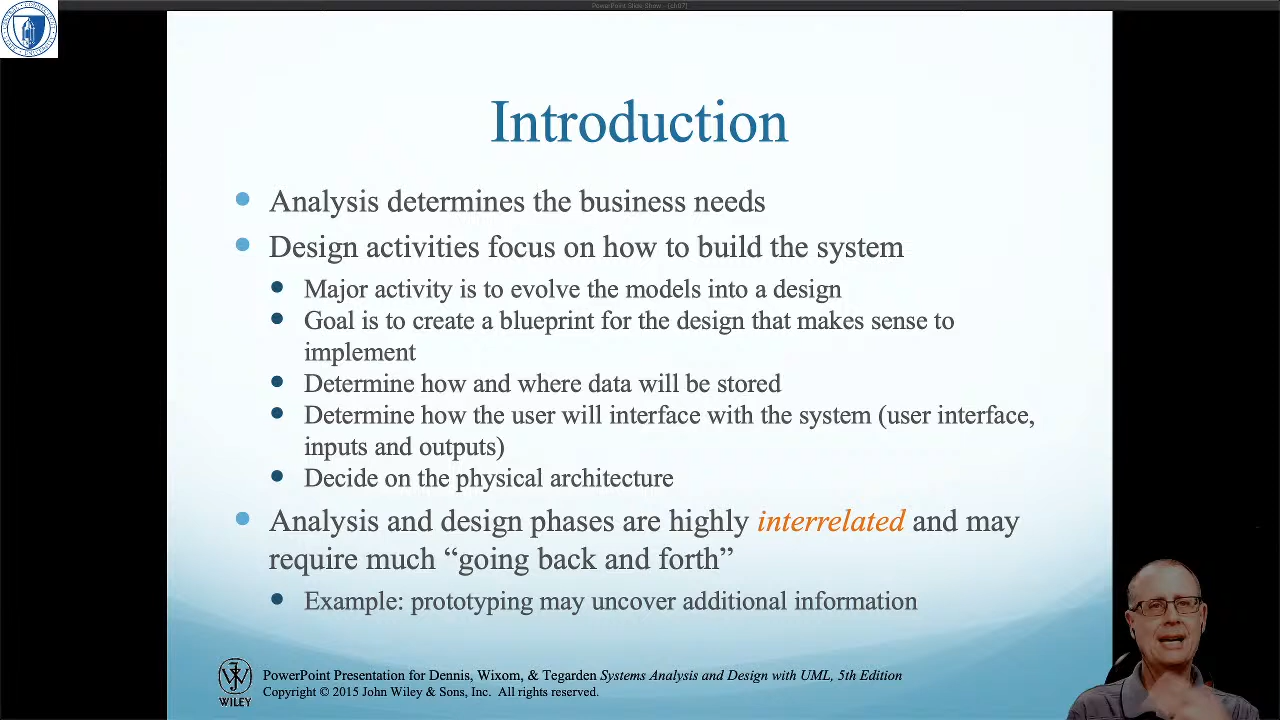 PowerPoint Slide Show - [ch07]
Introduction
Analysis determines the business needs
Design activities focus on how to build the system
Major activity is to evolve the models into a design
Goal is to create a blueprint for the design that makes sense to
implement
Determine how and where data will be stored
Determine how the user will interface with the system (user interface,
inputs and outputs)
Decide on the physical architecture
Analysis and design phases are highly interrelated and may
require much “going back and forth”
Example: prototyping may uncover additional information
PowerPoint Presentation for Dennis, Wixom, & Tegarden Systems Analysis and Design with UML, 5th Edition
Copyright © 2015 John Wiley & Sons, Inc. All rights reserved.
WILEY